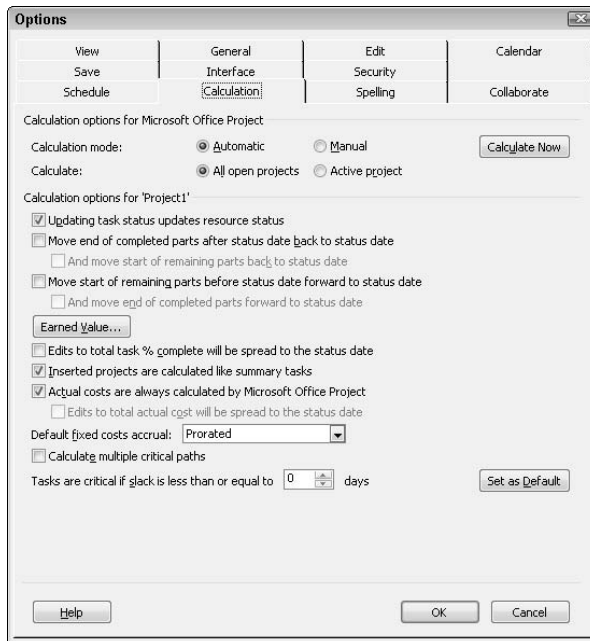 Options
View General Edit Calendar
Save Interface Security
Schedule Calculation Spelling Collaborate
Calculation options for Microsoft Office Project
Calculation mode: Automatic Manual Calculate Now
Calculate: All open projects Active project
Calculation options for 'Project1'
Updating task status updates resource status
Move end of completed parts after status date back to status date
And move start of remaining parts back to status date
Move start of remaining parts before status date forward to status date
And move end of completed parts forward to status date
Earned Value...
Edits to total task % complete will be spread to the status date
Inserted projects are calculated like summary tasks
Actual costs are always calculated by Microsoft Office Project
Edits to total actual cost will be spread to the status date
Default fixed costs accrual: Prorated
Calculate multiple critical paths
Tasks are critical if slack is less than or equal to 0 days Set as Default
Help OK Cancel